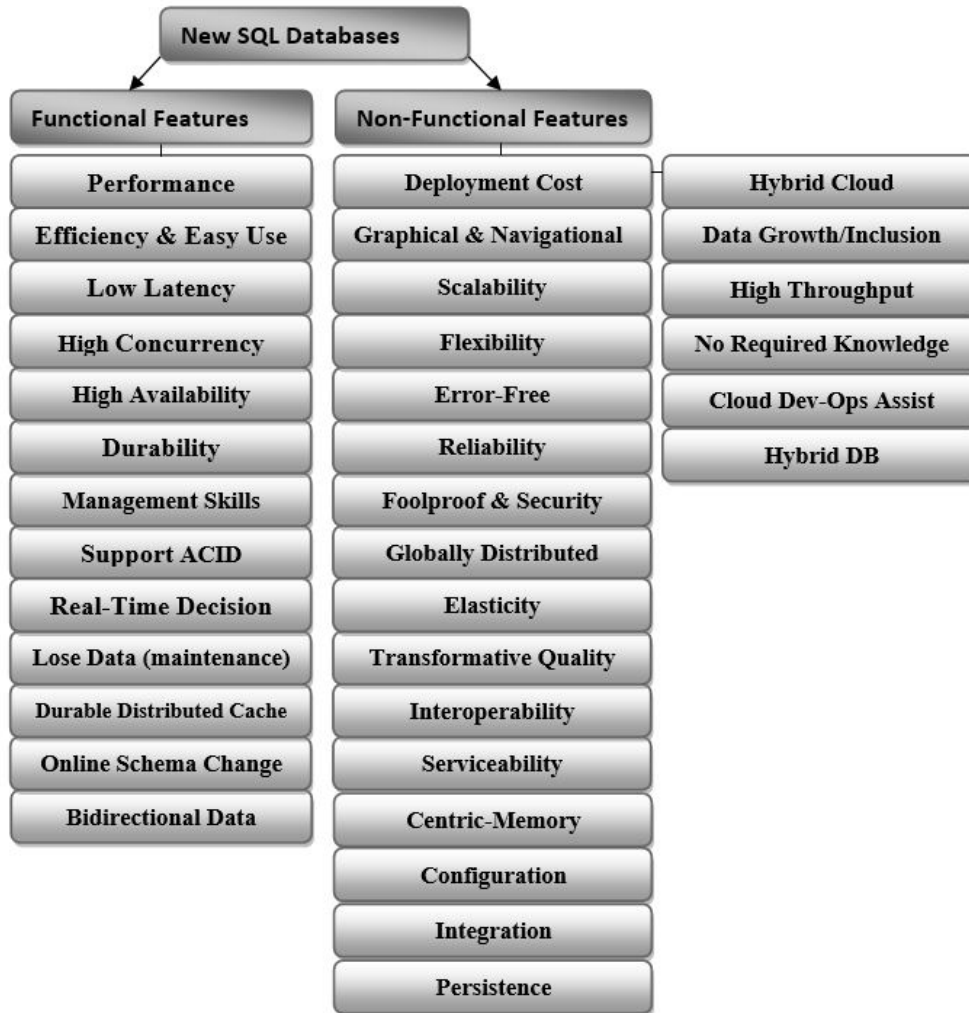 New SQL Databases
Functional Features
Non-Functional Features
Performance
Efficiency & Easy Use
Low Latency
High Concurrency
High Availability
Durability
Management Skills
Support ACID
Real-Time Decision
Lose Data (maintenance)
Durable Distributed Cache
Online Schema Change
Bidirectional Data
Deployment Cost
Graphical & Navigational
Scalability
Flexibility
Error-Free
Reliability
Foolproof & Security
Globally Distributed
Elasticity
Transformative Quality
Interoperability
Serviceability
Centric-Memory
Configuration
Integration
Persistence
Hybrid Cloud
Data Growth/Inclusion
High Throughput
No Required Knowledge
Cloud Dev-Ops Assist
Hybrid DB